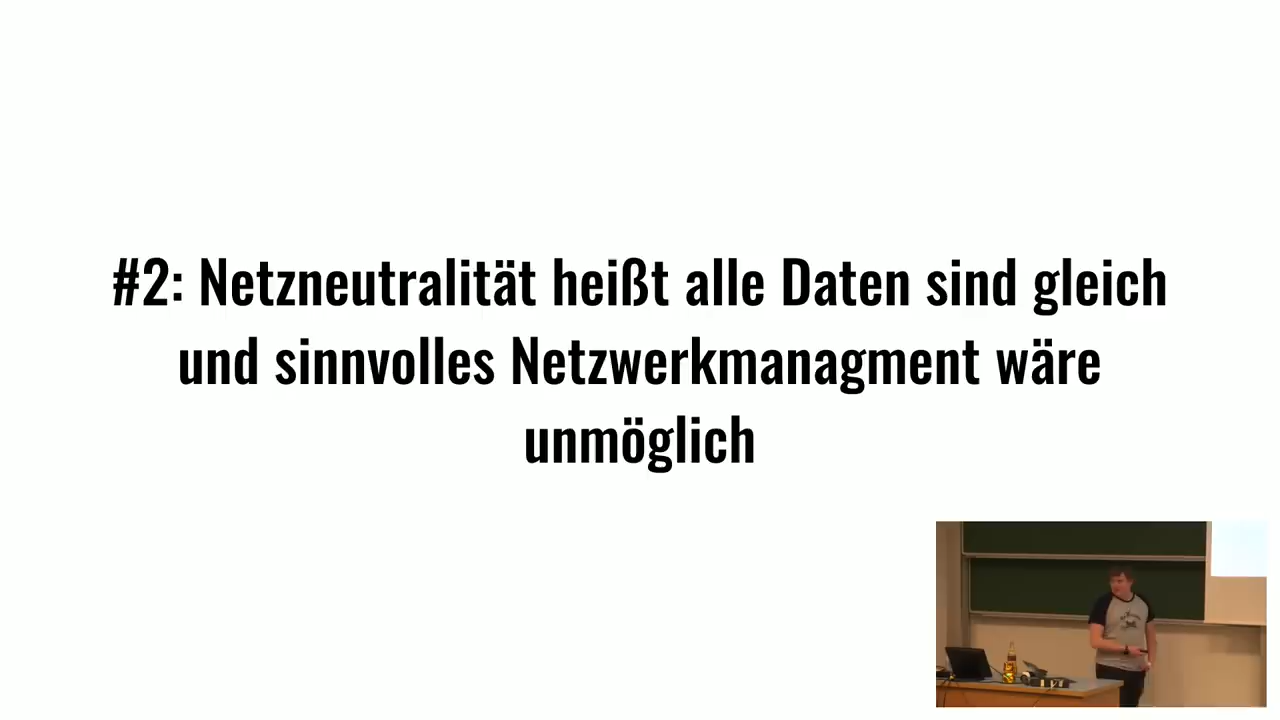 #2: Netzneutralität heißt alle Daten sind gleich
und sinnvolles Netzwerkmanagment wäre
unmöglich